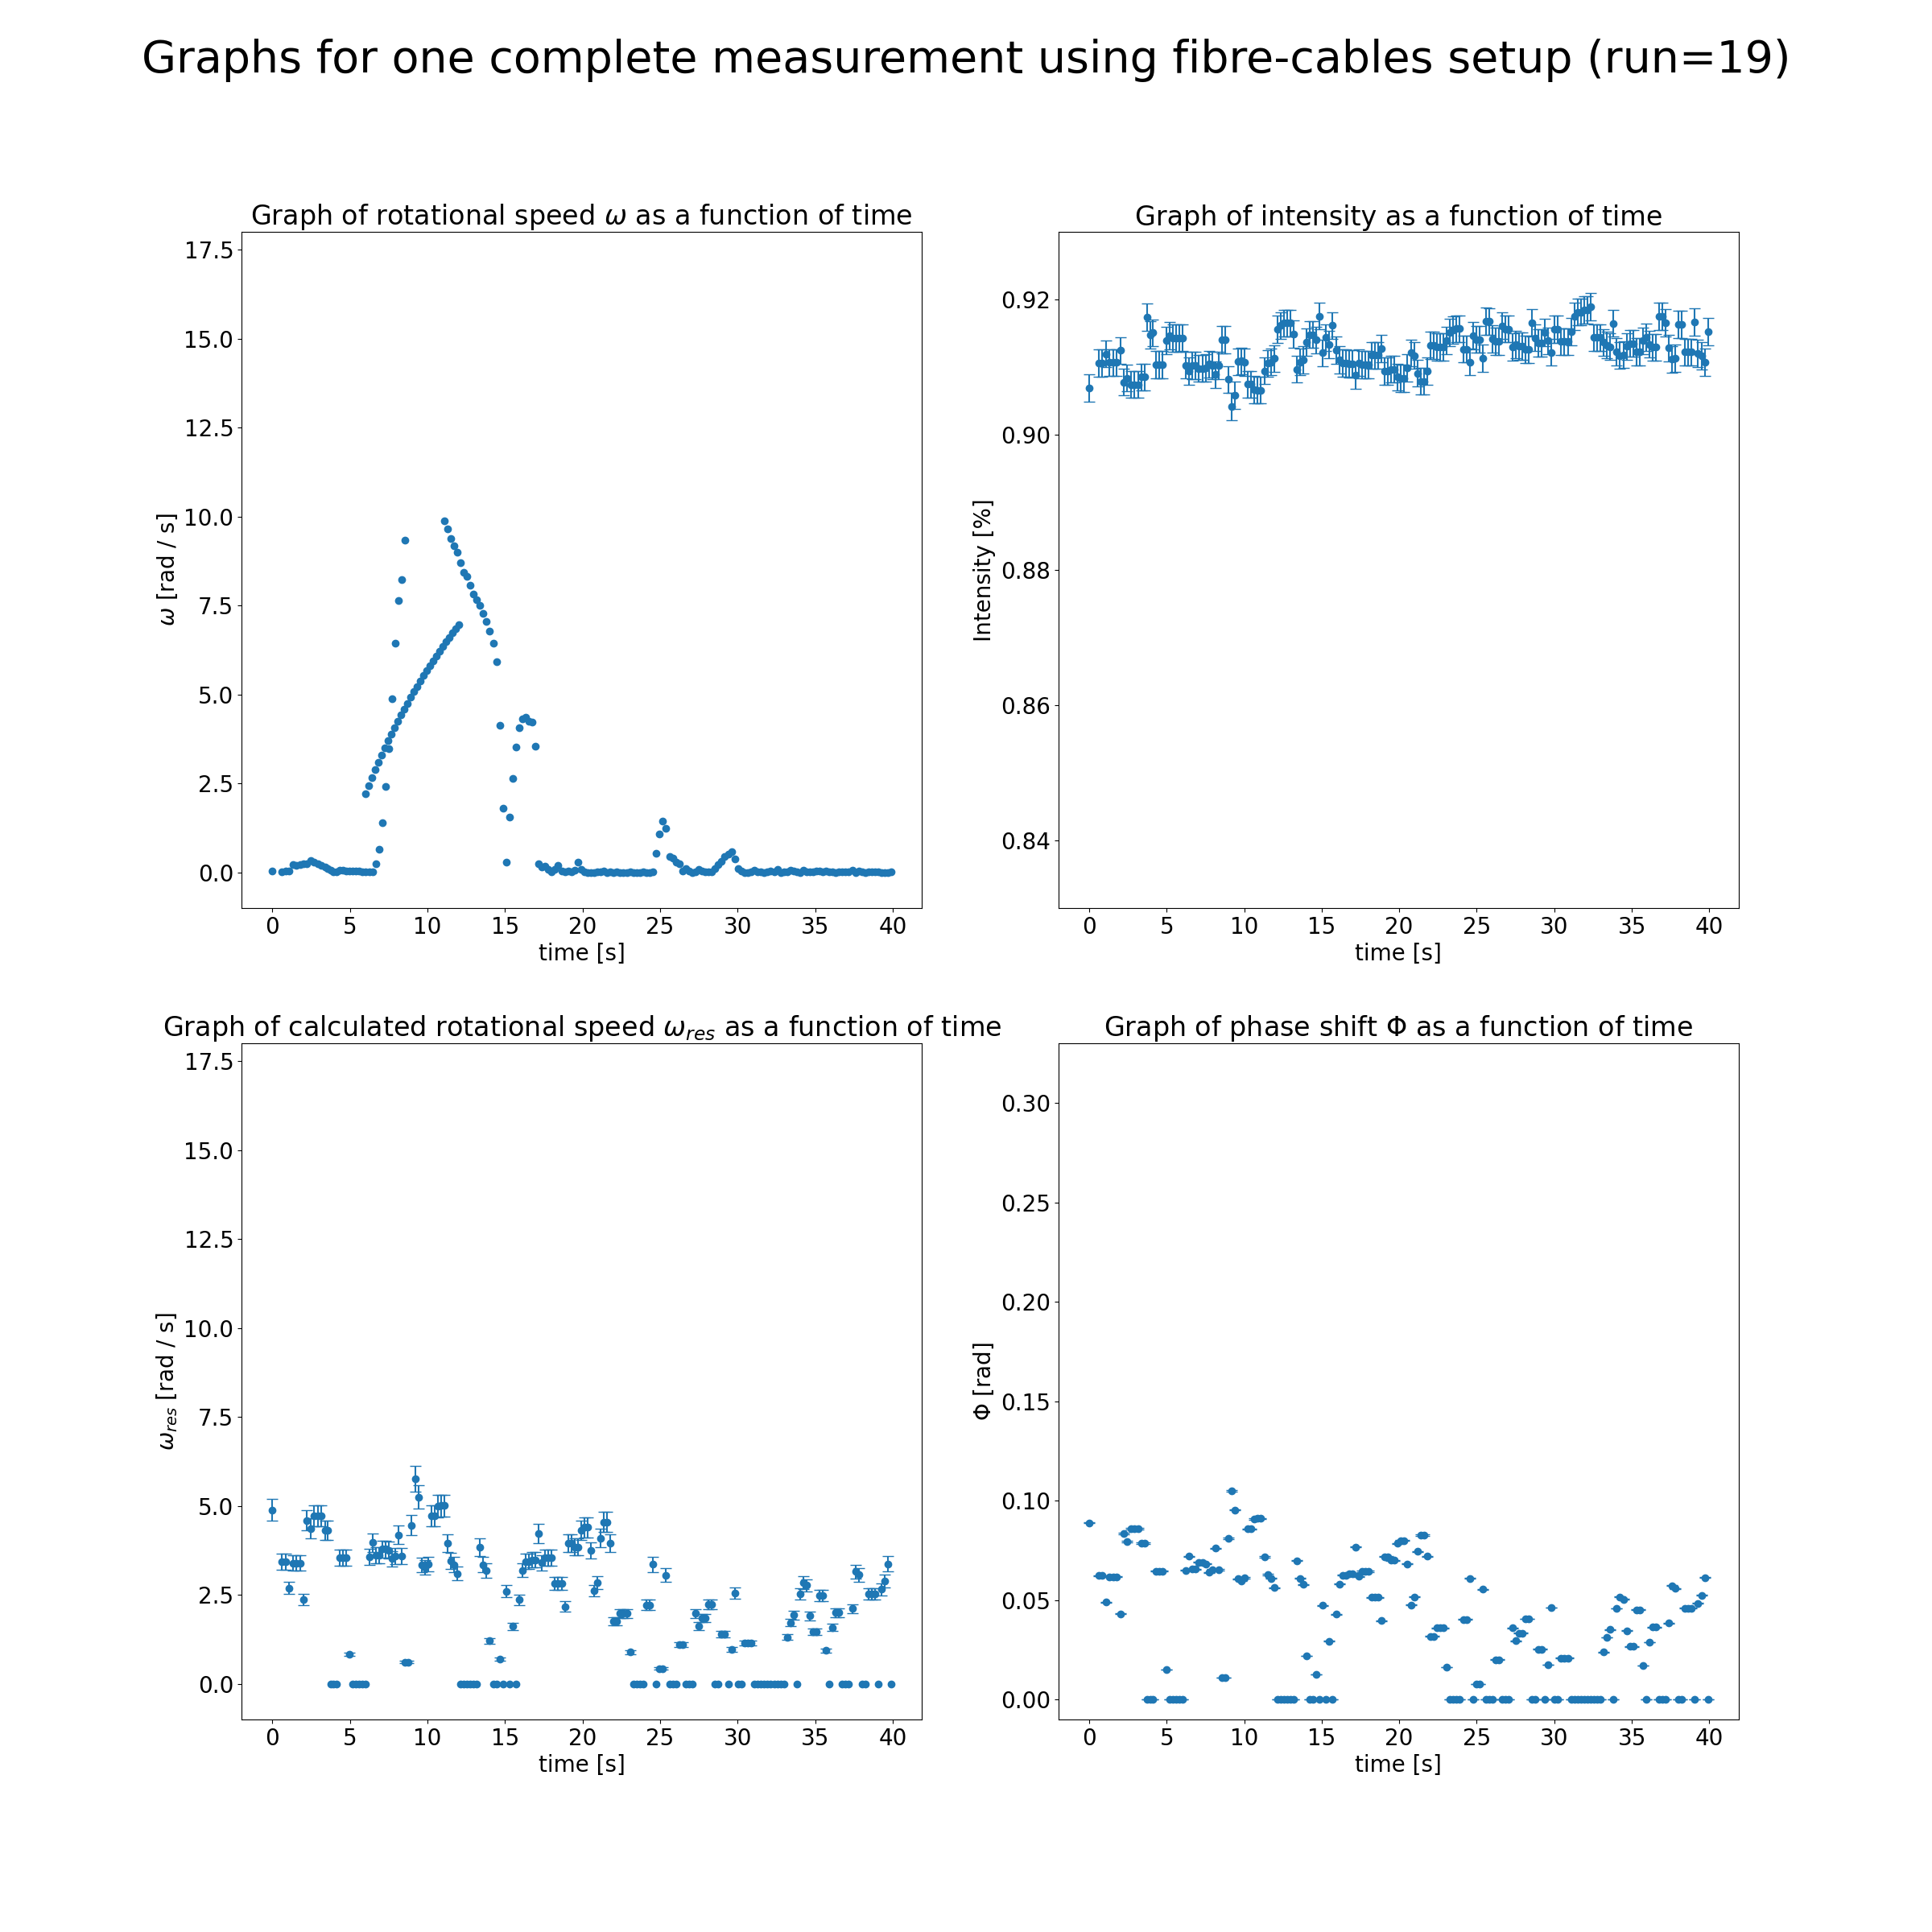 Graphs for one complete measurement using fibre-cables setup (run=19)
Graph of rotational speed ω as a function of time
17.5
15.0
12.5
10.0
7.5
5.0
2.5
0.0
ω [rad / s]
0 5 10 15 20 25 30 35 40
time [s]
Graph of intensity as a function of time
0.92
0.90
0.88
0.86
0.84
Intensity [%]
0 5 10 15 20 25 30 35 40
time [s]
Graph of calculated rotational speed ω_res as a function of time
17.5
15.0
12.5
10.0
7.5
5.0
2.5
0.0
ω_res [rad / s]
0 5 10 15 20 25 30 35 40
time [s]
Graph of phase shift Φ as a function of time
0.30
0.25
0.20
0.15
0.10
0.05
0.00
Φ [rad]
0 5 10 15 20 25 30 35 40
time [s]